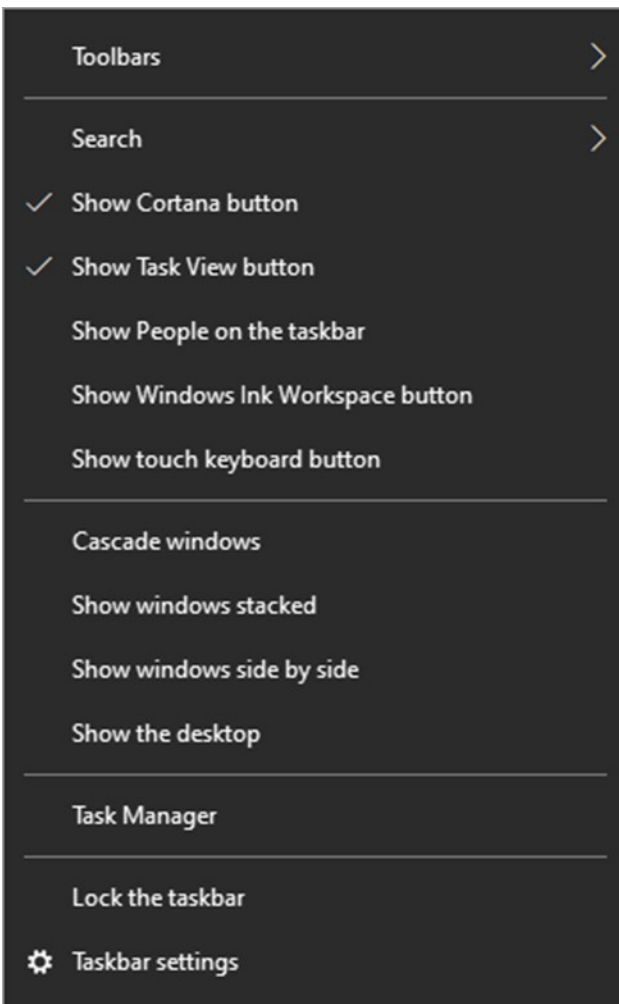 Toolbars
Search
Show Cortana button
Show Task View button
Show People on the taskbar
Show Windows Ink Workspace button
Show touch keyboard button
Cascade windows
Show windows stacked
Show windows side by side
Show the desktop
Task Manager
Lock the taskbar
Taskbar settings